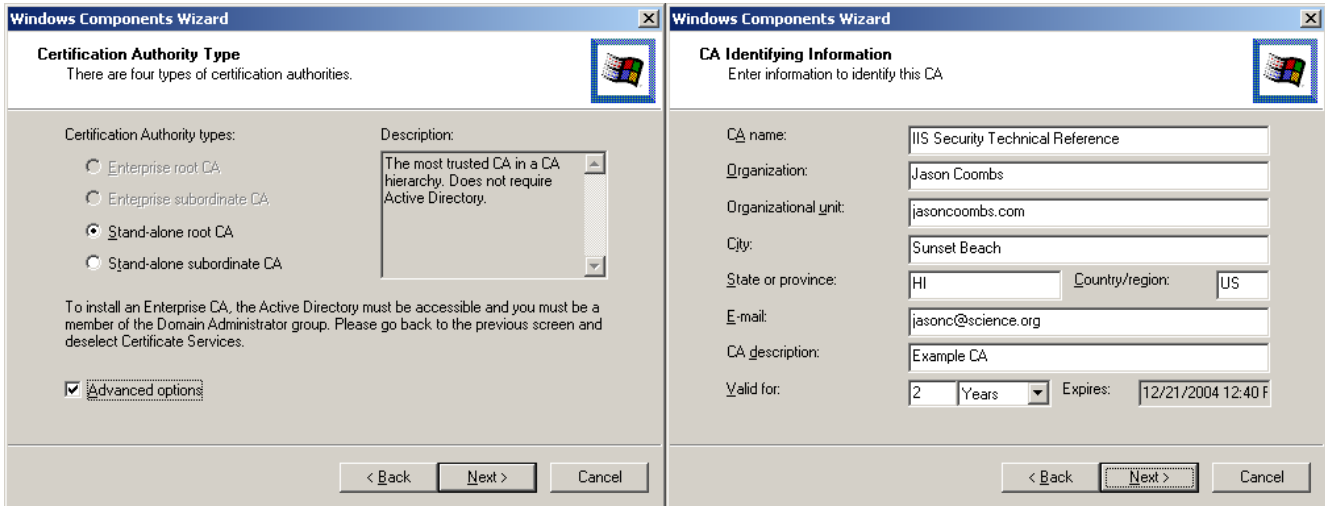 Windows Components Wizard
Certification Authority Type
There are four types of certification authorities.
Certification Authority types:
Enterprise root CA
Enterprise subordinate CA
Stand-alone root CA
Stand-alone subordinate CA
Description:
The most trusted CA in a CA
hierarchy. Does not require
Active Directory.
To install an Enterprise CA, the Active Directory must be accessible and you must be a
member of the Domain Administrator group. Please go back to the previous screen and
deselect Certificate Services.
Advanced options
< Back Next > Cancel
Windows Components Wizard
CA Identifying Information
Enter information to identify this CA
CA name: IIS Security Technical Reference
Organization: Jason Coombs
Organizational unit: jasoncoombs.com
City: Sunset Beach
State or province: HI Country/region: US
E-mail: jasonc@science.org
CA description: Example CA
Valid for: 2 Years Expires: 12/21/2004 12:40
< Back Next > Cancel